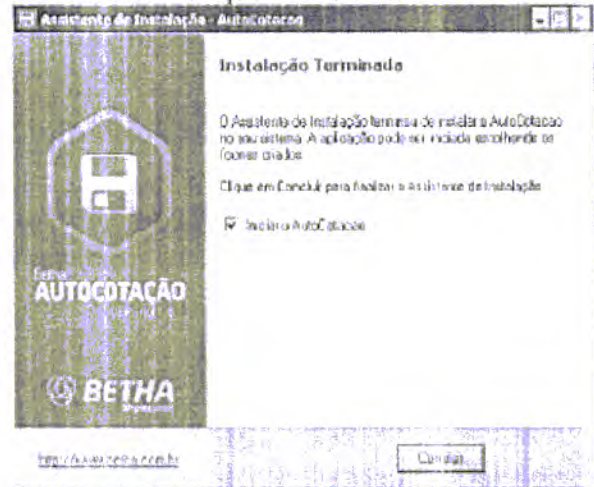 Assistente de Instalação - AutoCotacao
Instalação Terminada
O Assistente de Instalação terminou de instalar o AutoCotacao
no seu sistema. A aplicação pode ser iniciada escolhendo os
ícones criados.
Clique em Concluir para finalizar o Assistente de Instalação.
Iniciar o AutoCotacao
Betha
AUTOCOTAÇÃO
BETHA
Concluir